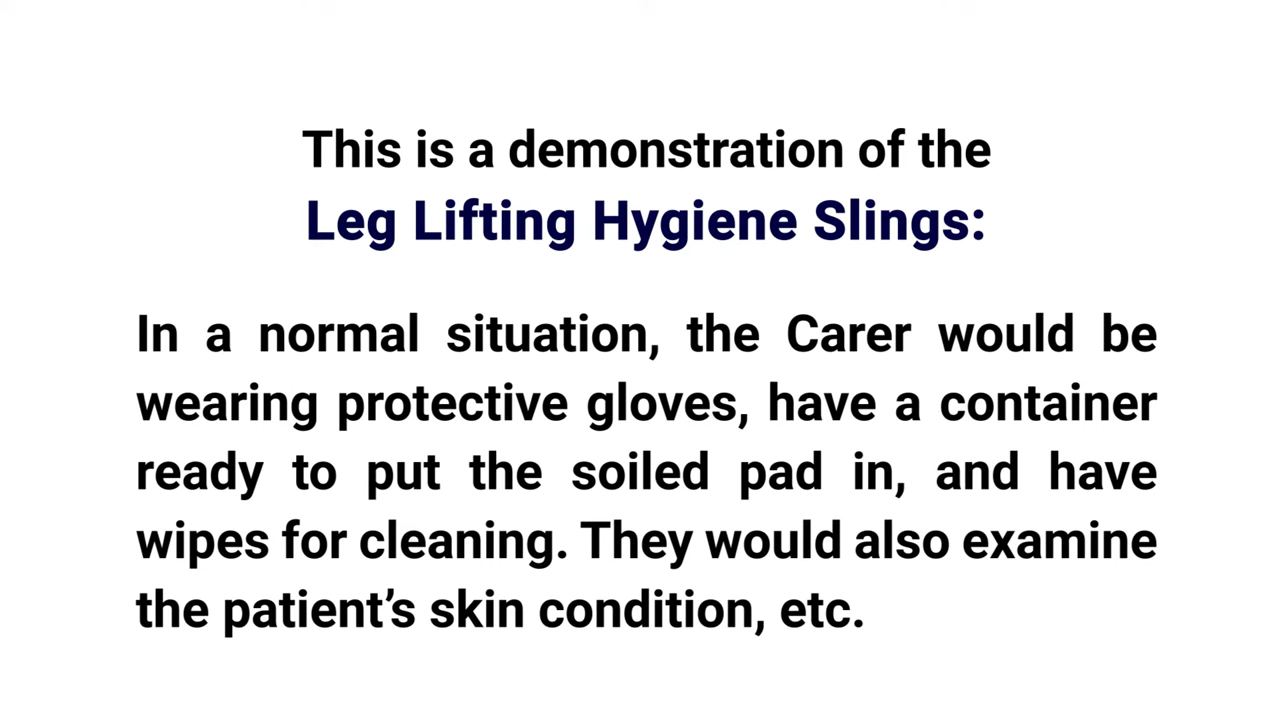 This is a demonstration of the
Leg Lifting Hygiene Slings:
In a normal situation, the Carer would be
wearing protective gloves, have a container
ready to put the soiled pad in, and have
wipes for cleaning. They would also examine
the patient’s skin condition, etc.